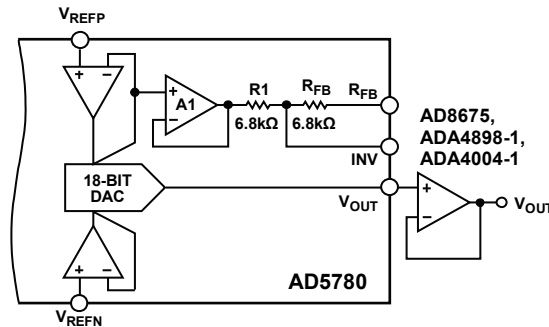 VREFP
A1
R1
6.8kΩ
RFB
6.8kΩ
RFB
INV
18-BIT
DAC
VOUT
AD8675,
ADA4898-1,
ADA4004-1
VOUT
AD5780
VREFN